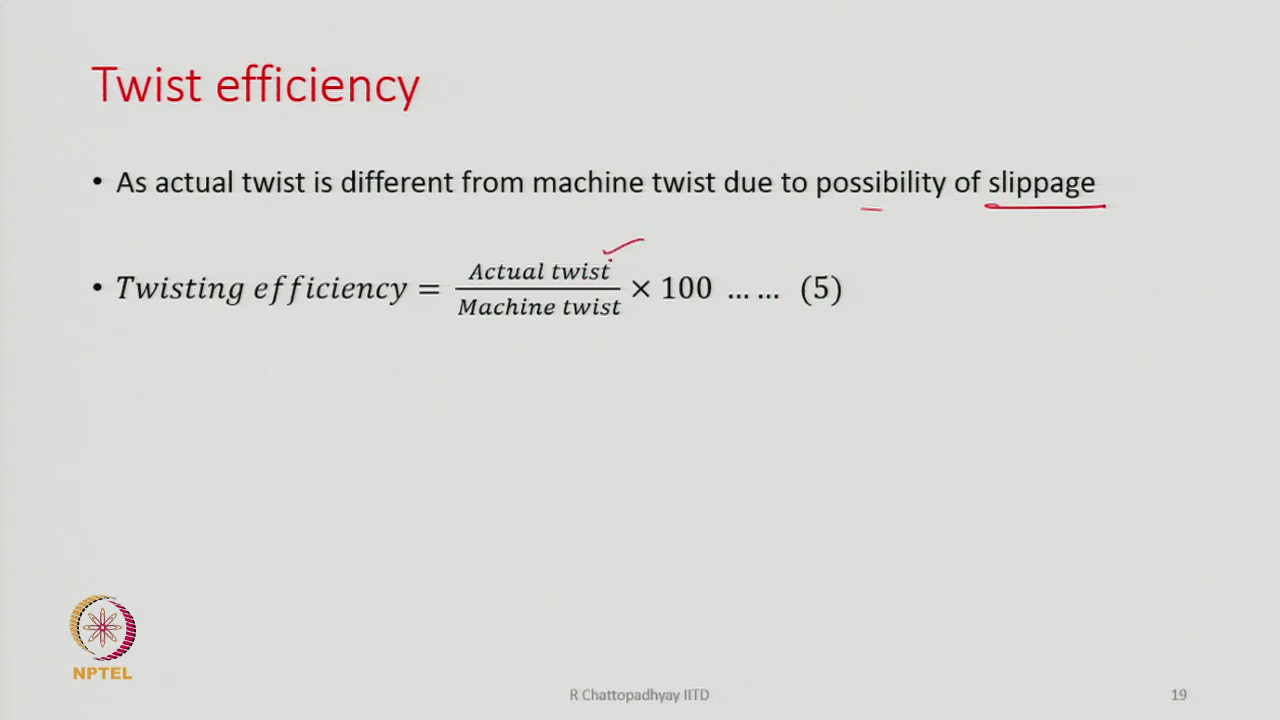 Twist efficiency
• As actual twist is different from machine twist due to possibility of slippage
• Twisting efficiency = Actual twist / Machine twist × 100 … … (5)
NPTEL
R Chattopadhyay IITD
19